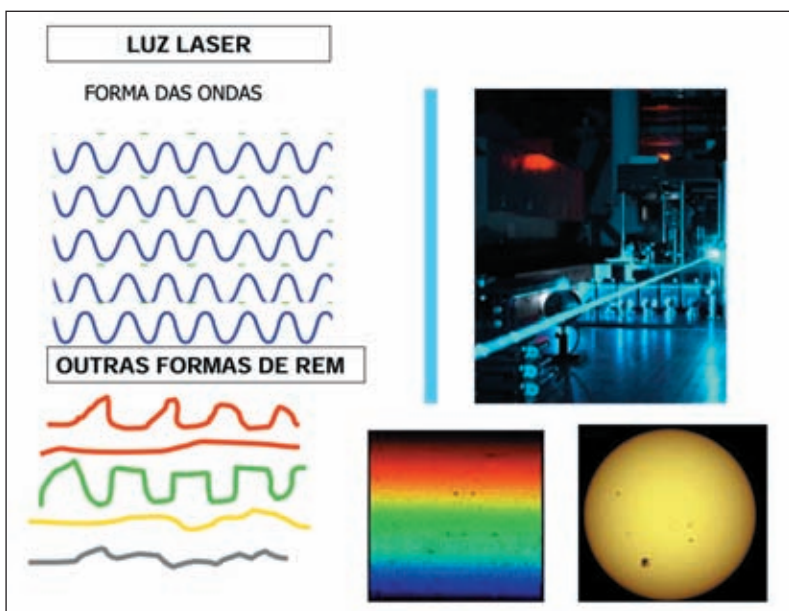 LUZ LASER
FORMA DAS ONDAS
OUTRAS FORMAS DE REM